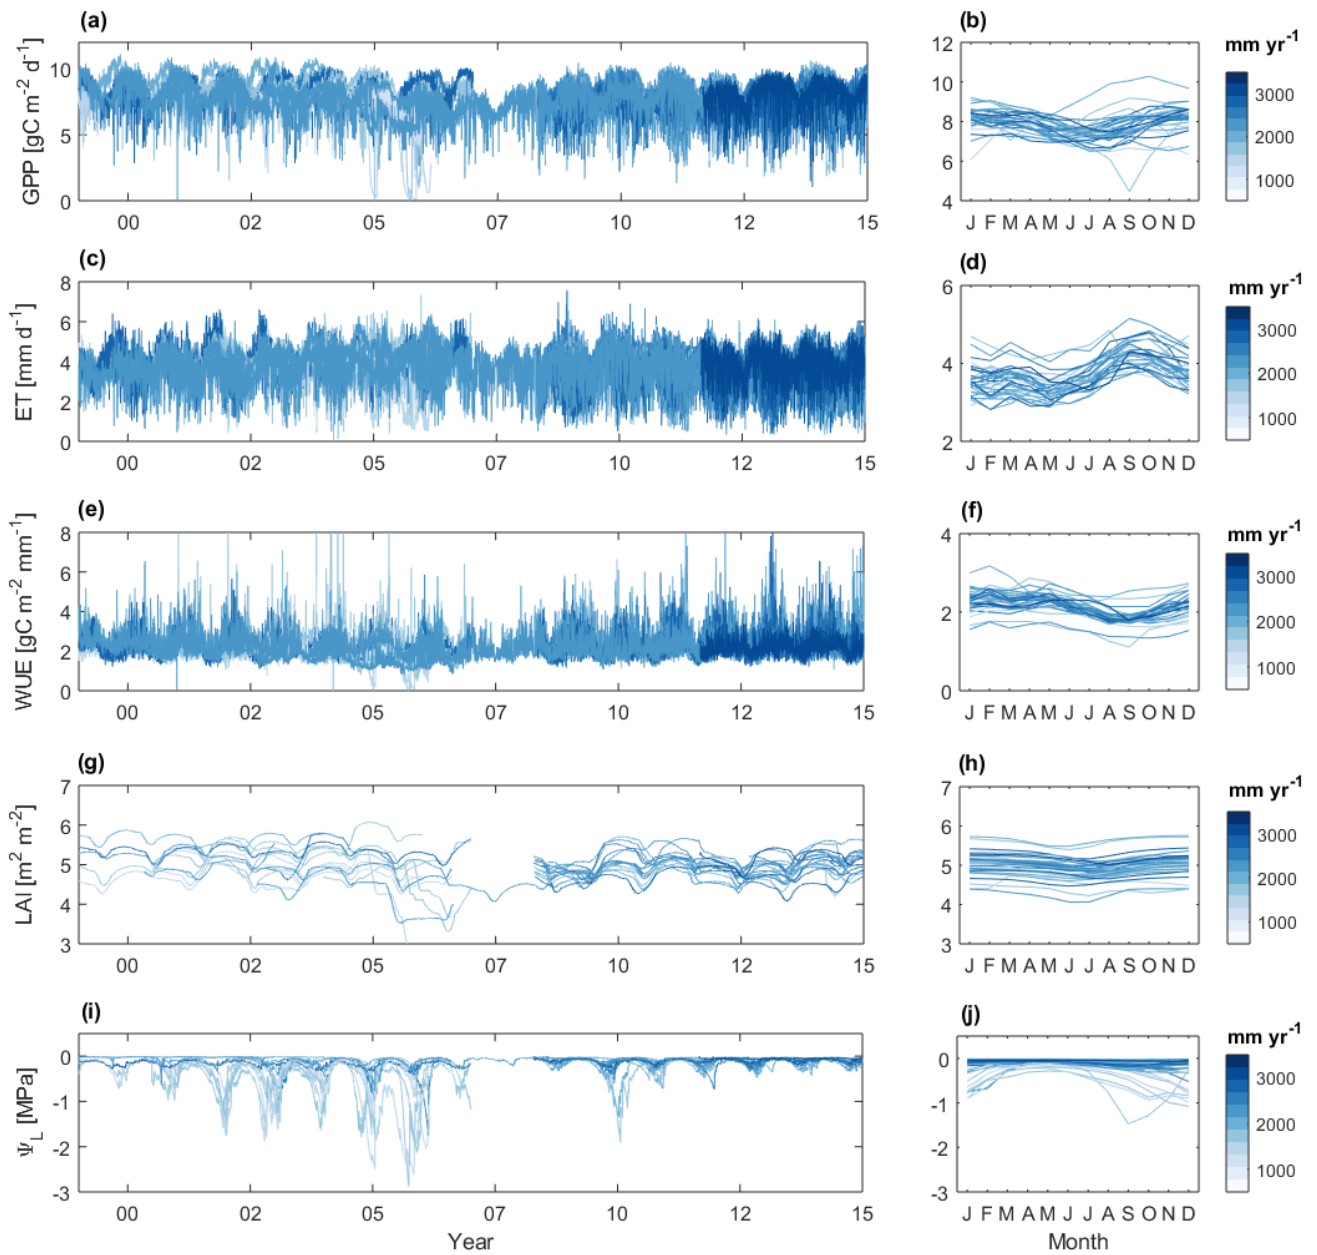 (a)
GPP [gC m-2 d-1]
10
5
0
00 02 05 07 10 12 15
(b)
12
10
8
6
4
J F M A M J J A S O N D
mm yr-1
3000
2000
1000
(c)
ET [mm d-1]
8
6
4
2
0
00 02 05 07 10 12 15
(d)
6
4
2
J F M A M J J A S O N D
mm yr-1
3000
2000
1000
(e)
WUE [gC m-2 mm-1]
8
6
4
2
0
00 02 05 07 10 12 15
(f)
4
2
0
J F M A M J J A S O N D
mm yr-1
3000
2000
1000
(g)
LAI [m2 m-2]
7
6
5
4
3
00 02 05 07 10 12 15
(h)
7
6
5
4
3
J F M A M J J A S O N D
mm yr-1
3000
2000
1000
(i)
ΨL [MPa]
0
-1
-2
-3
00 02 05 07 10 12 15
Year
(j)
0
-1
-2
-3
J F M A M J J A S O N D
Month
mm yr-1
3000
2000
1000